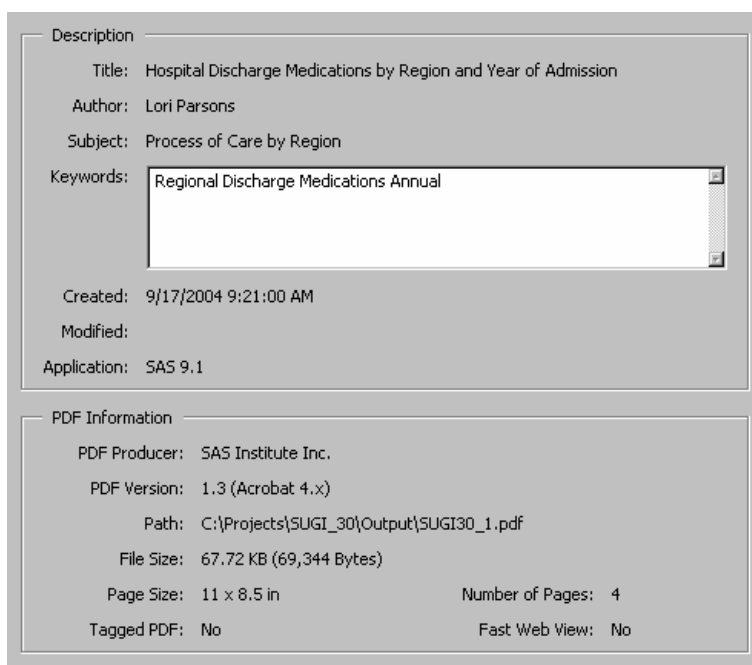 Description
Title: Hospital Discharge Medications by Region and Year of Admission
Author: Lori Parsons
Subject: Process of Care by Region
Keywords: Regional Discharge Medications Annual
Created: 9/17/2004 9:21:00 AM
Modified:
Application: SAS 9.1
PDF Information
PDF Producer: SAS Institute Inc.
PDF Version: 1.3 (Acrobat 4.x)
Path: C:\Projects\SUGI_30\Output\SUGI30_1.pdf
File Size: 67.72 KB (69,344 Bytes)
Page Size: 11 x 8.5 in Number of Pages: 4
Tagged PDF: No Fast Web View: No